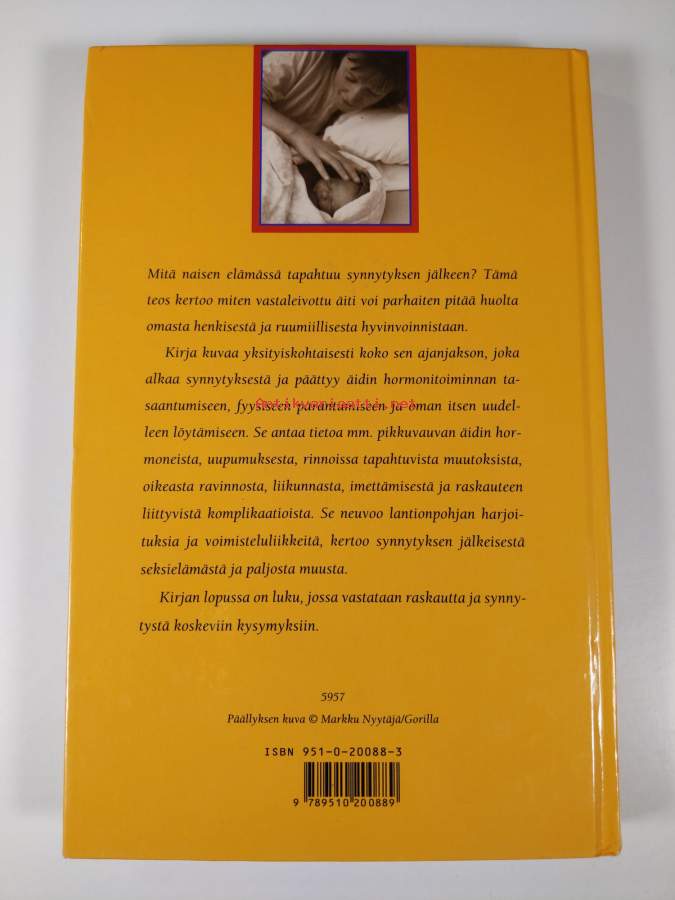 Mitä naisen elämässä tapahtuu synnytyksen jälkeen? Tämä
teos kertoo miten vastaleivottu äiti voi parhaiten pitää huolta
omasta henkisestä ja ruumiillisesta hyvinvoinnistaan.
Kirja kuvaa yksityiskohtaisesti koko sen ajanjakson, joka
alkaa synnytyksestä ja päättyy äidin hormonitoiminnan ta-
saantumiseen, fyysiseen parantumiseen ja oman itsen uudel-
Antikvariaatti.net
leen löytämiseen. Se antaa tietoa mm. pikkuvauvan äidin hor-
moneista, uupumuksesta, rinnoissa tapahtuvista muutoksista,
oikeasta ravinnosta, liikunnasta, imettämisestä ja raskauteen
liittyvistä komplikaatioista. Se neuvoo lantionpohjan harjoi-
tuksia ja voimisteluliikkeitä, kertoo synnytyksen jälkeisestä
seksielämästä ja paljosta muusta.
Kirjan lopussa on luku, jossa vastataan raskautta ja synny-
tystä koskeviin kysymyksiin.
5957
Päällyksen kuva © Markku Nyytäjä/Gorilla
ISBN 951-0-20088-3
9 789510 200889